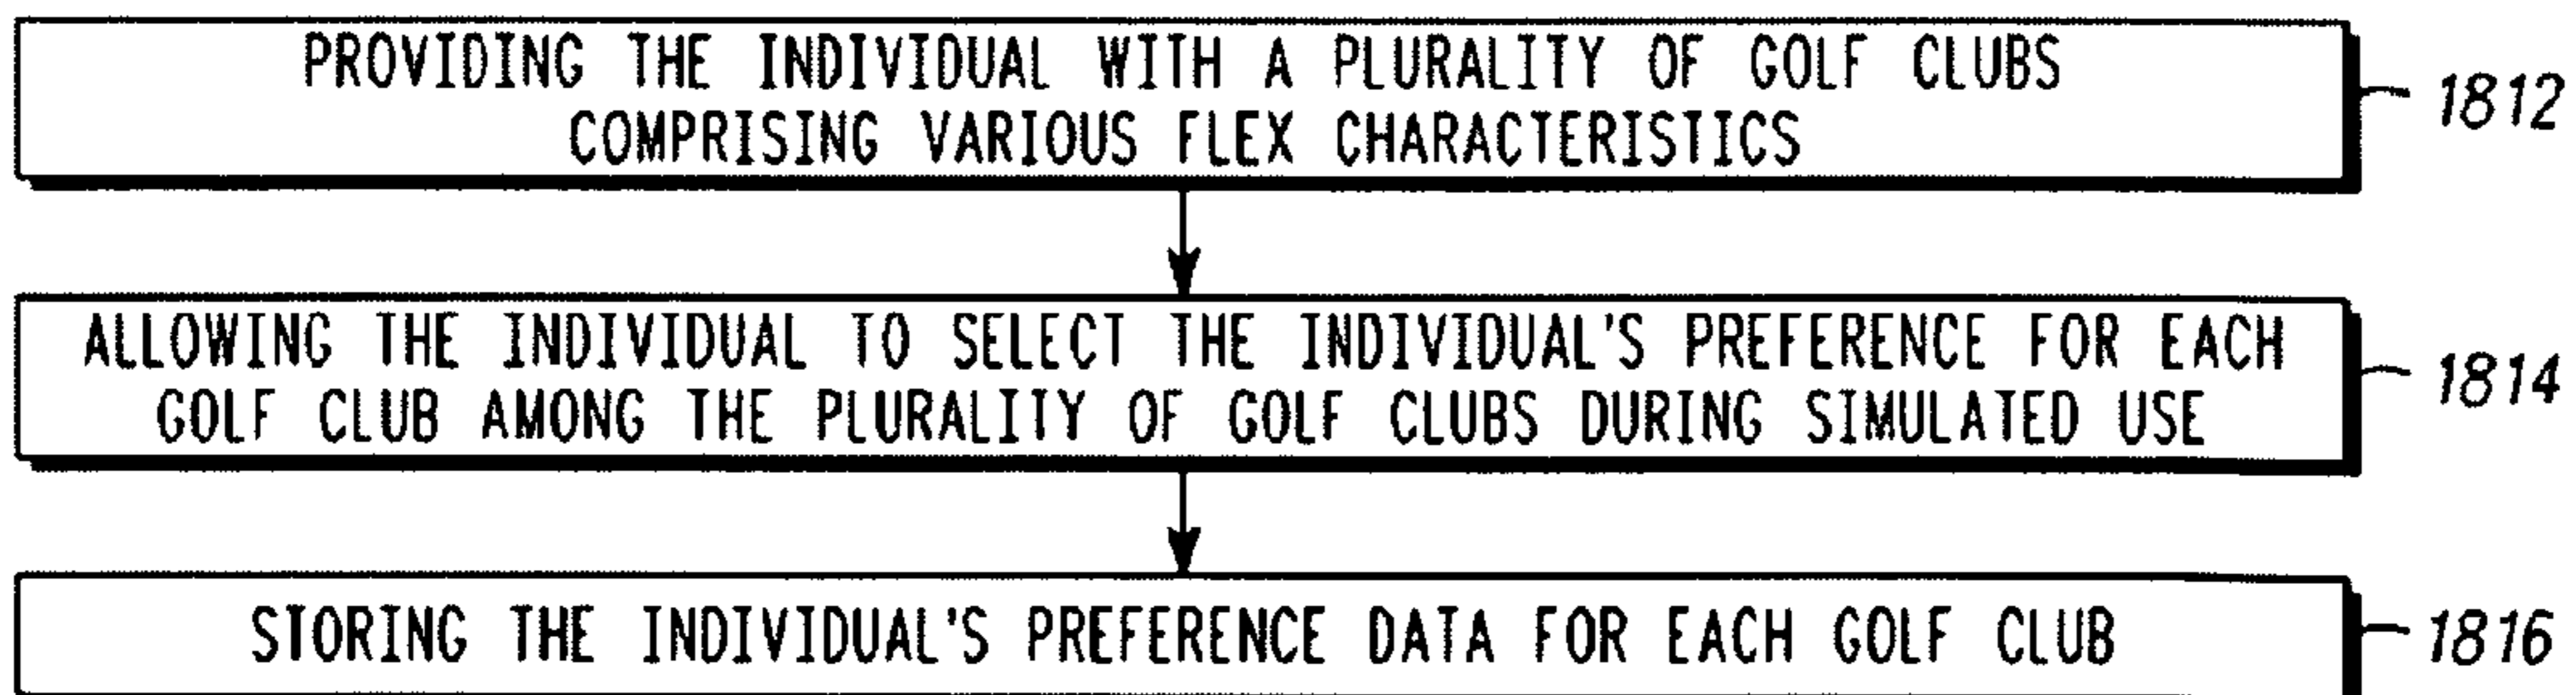 PROVIDING THE INDIVIDUAL WITH A PLURALITY OF GOLF CLUBS
COMPRISING VARIOUS FLEX CHARACTERISTICS
1812
ALLOWING THE INDIVIDUAL TO SELECT THE INDIVIDUAL'S PREFERENCE FOR EACH
GOLF CLUB AMONG THE PLURALITY OF GOLF CLUBS DURING SIMULATED USE
1814
STORING THE INDIVIDUAL'S PREFERENCE DATA FOR EACH GOLF CLUB
1816